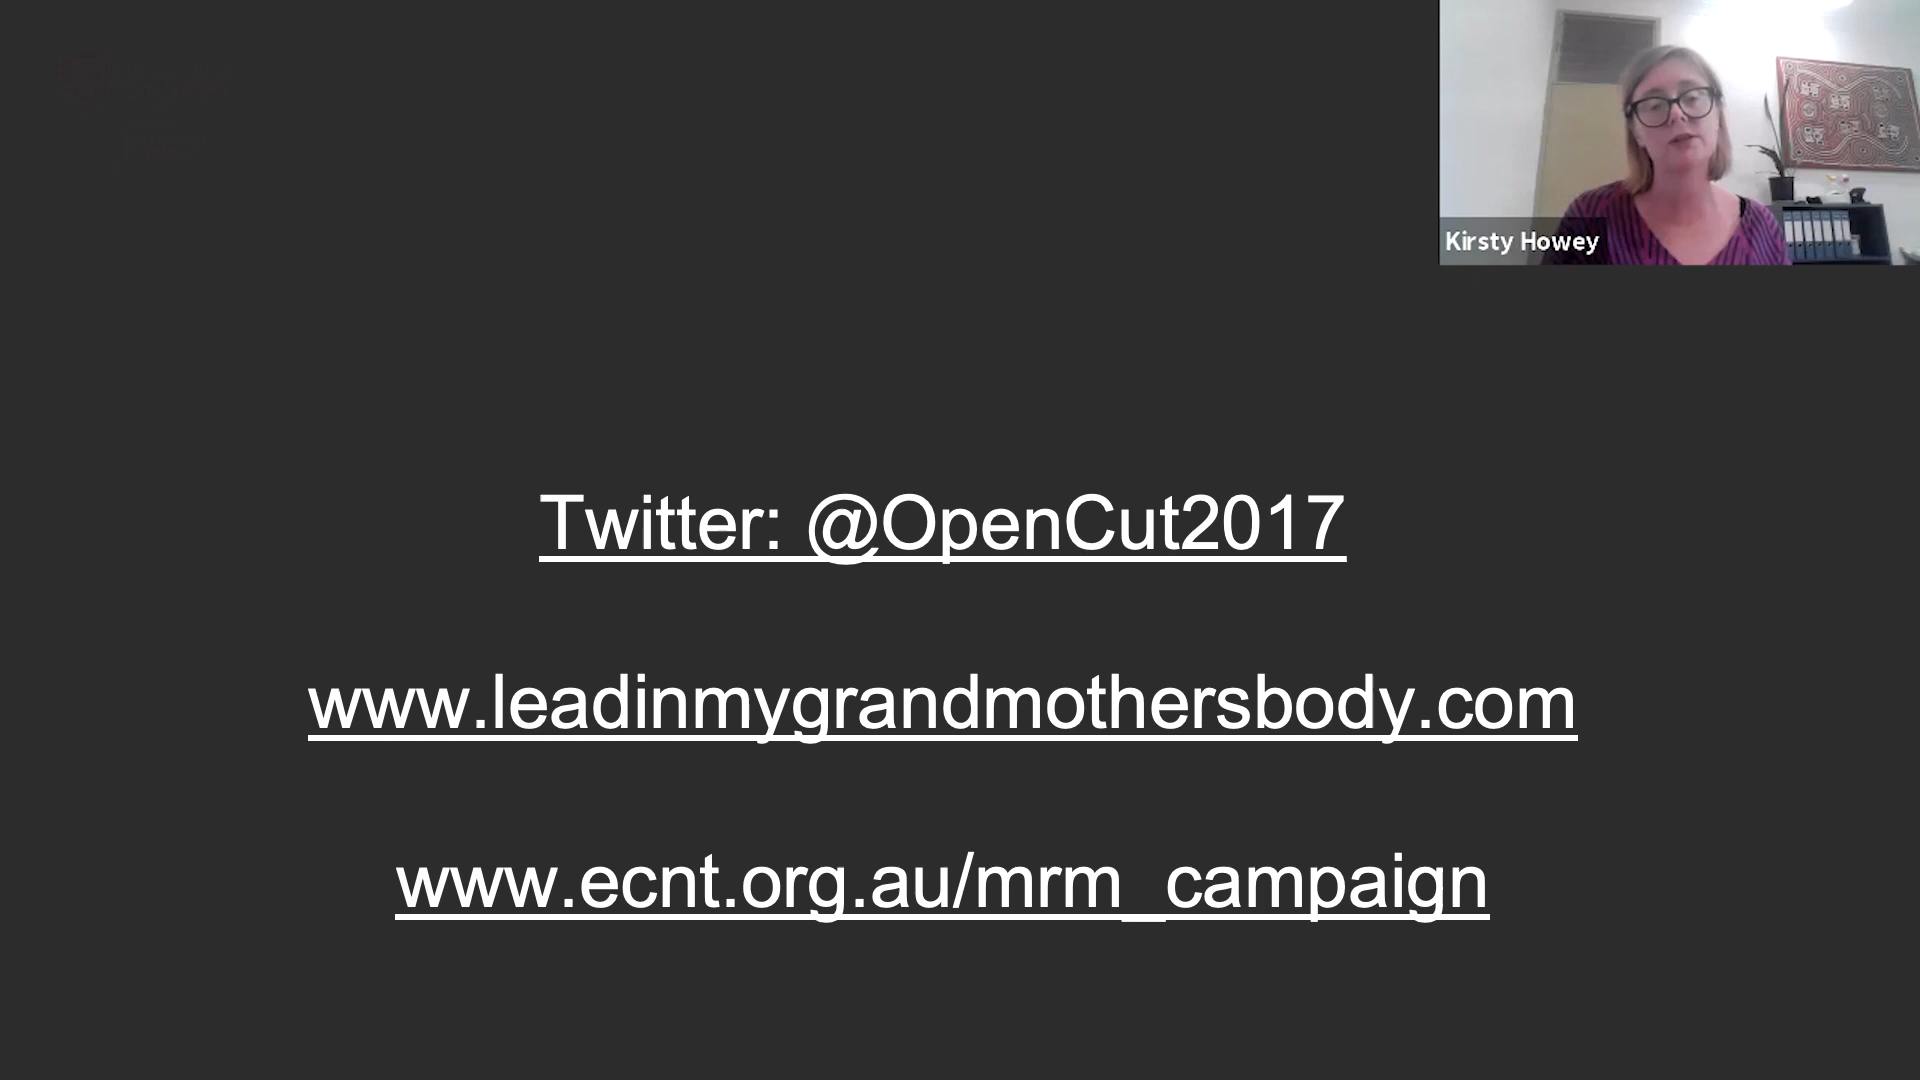 Kirsty Howey
Twitter: @OpenCut2017
www.leadinmygrandmothersbody.com
www.ecnt.org.au/mrm_campaign